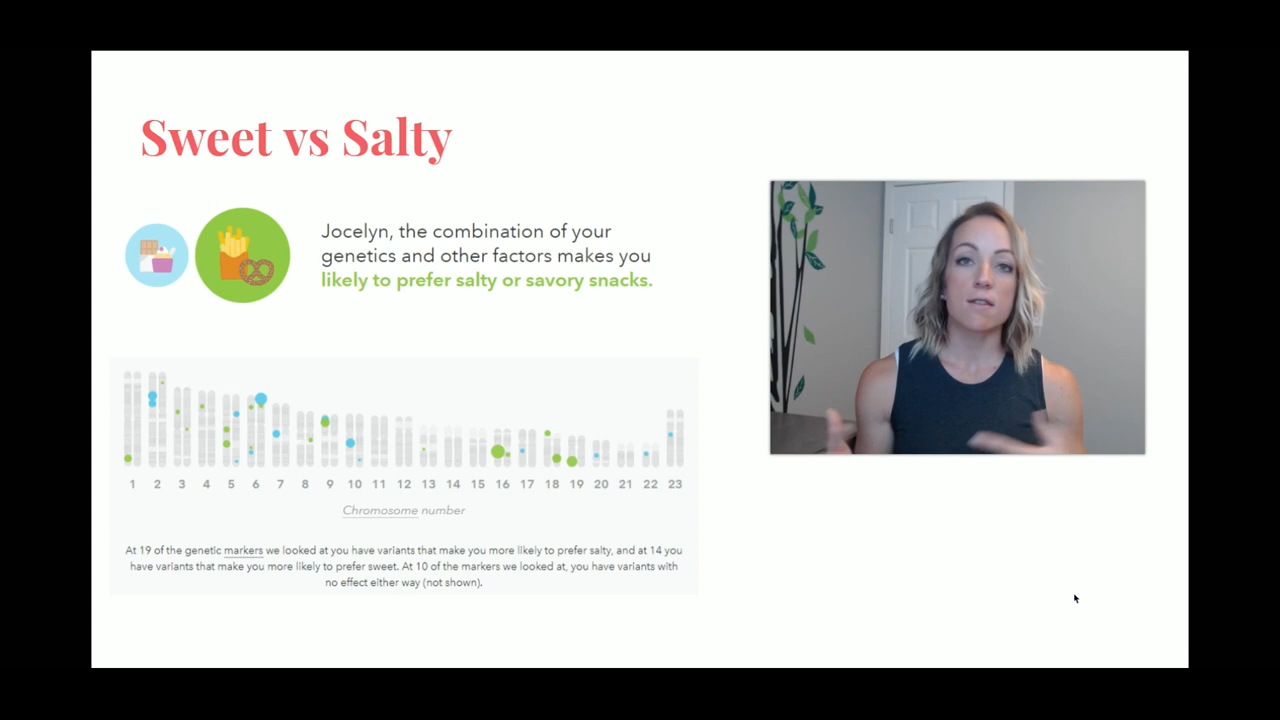 Sweet vs Salty
Jocelyn, the combination of your
genetics and other factors makes you
likely to prefer salty or savory snacks.
1 2 3 4 5 6 7 8 9 10 11 12 13 14 15 16 17 18 19 20 21 22 23
Chromosome number
At 19 of the genetic markers we looked at you have variants that make you more likely to prefer salty, and at 14 you
have variants that make you more likely to prefer sweet. At 10 of the markers we looked at, you have variants with
no effect either way (not shown).